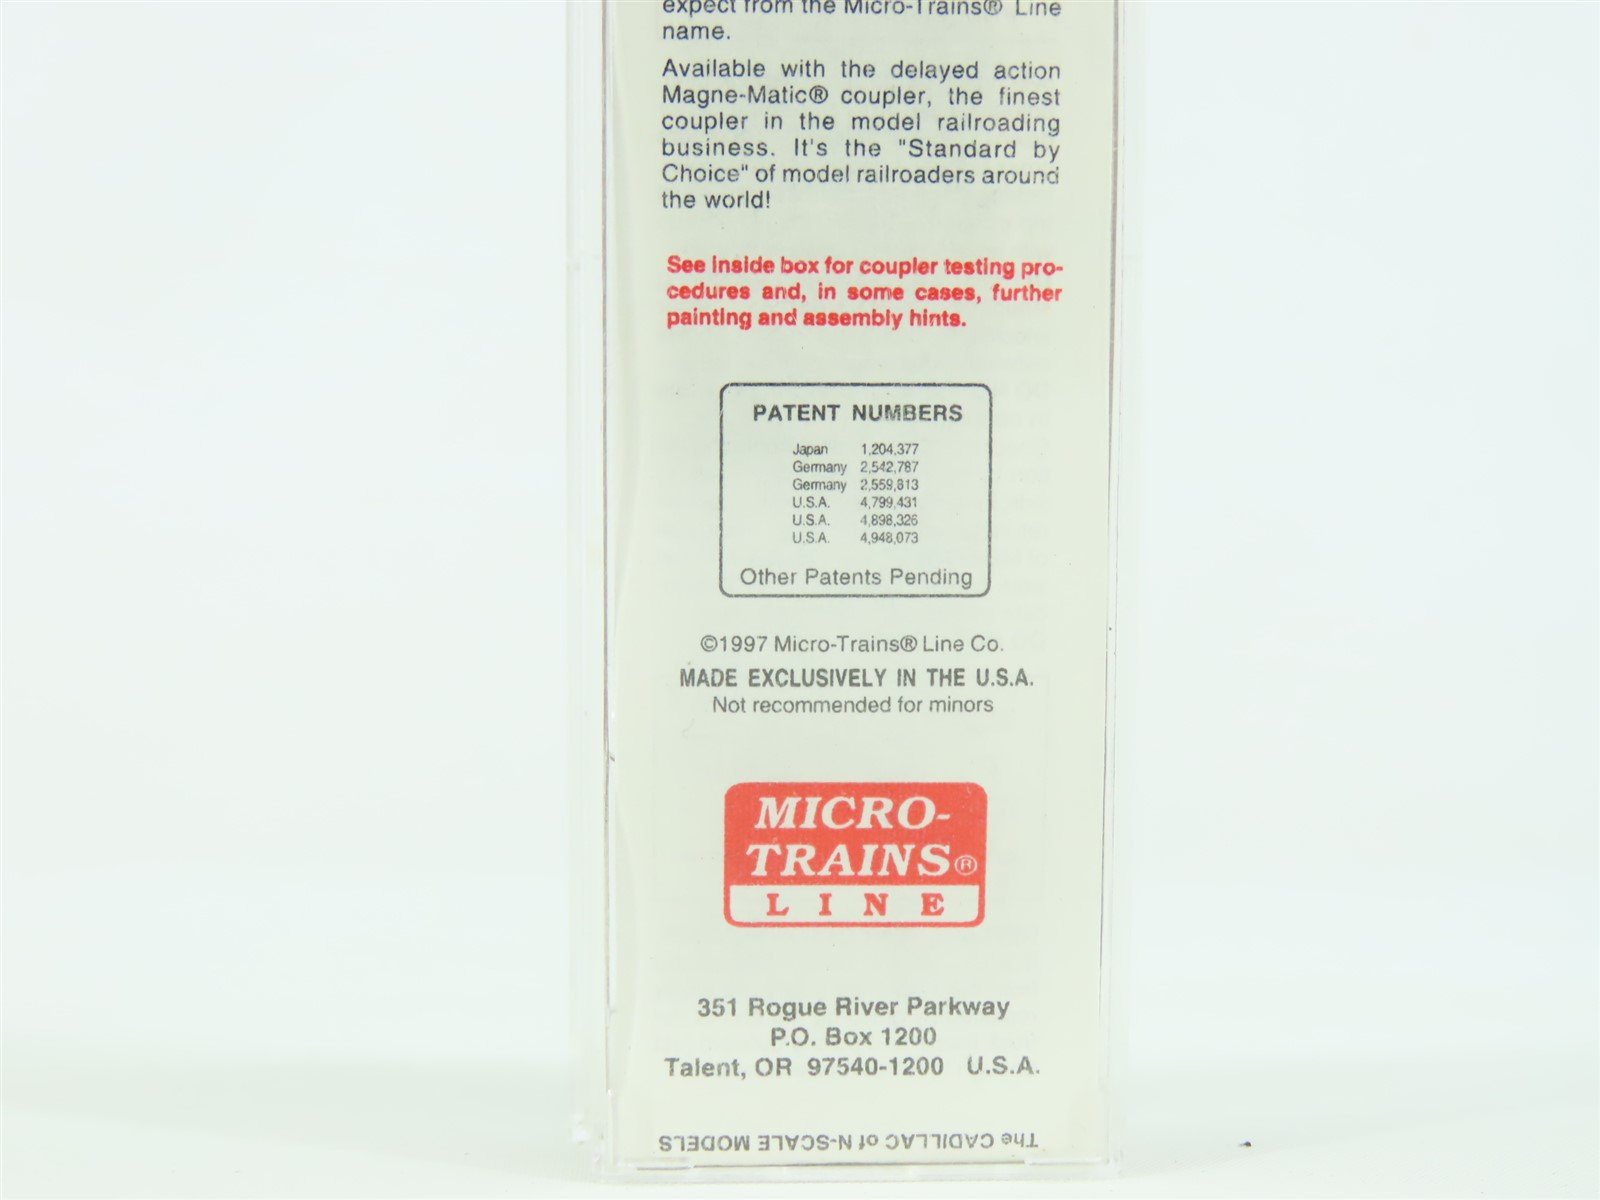 expect from the Micro-Trains® Line
name.
Available with the delayed action
Magne-Matic® coupler, the finest
coupler in the model railroading
business. It's the "Standard by
Choice" of model railroaders around
the world!
See inside box for coupler testing pro-
cedures and, in some cases, further
painting and assembly hints.
PATENT NUMBERS
Japan 1,204,377
Germany 2,542,787
Germany 2,559,813
U.S.A. 4,799,431
U.S.A. 4,898,326
U.S.A. 4,948,073
Other Patents Pending
©1997 Micro-Trains® Line Co.
MADE EXCLUSIVELY IN THE U.S.A.
Not recommended for minors
MICRO-
TRAINS®
LINE
351 Rogue River Parkway
P.O. Box 1200
Talent, OR 97540-1200 U.S.A.
The CADILLAC of N-SCALE MODELS